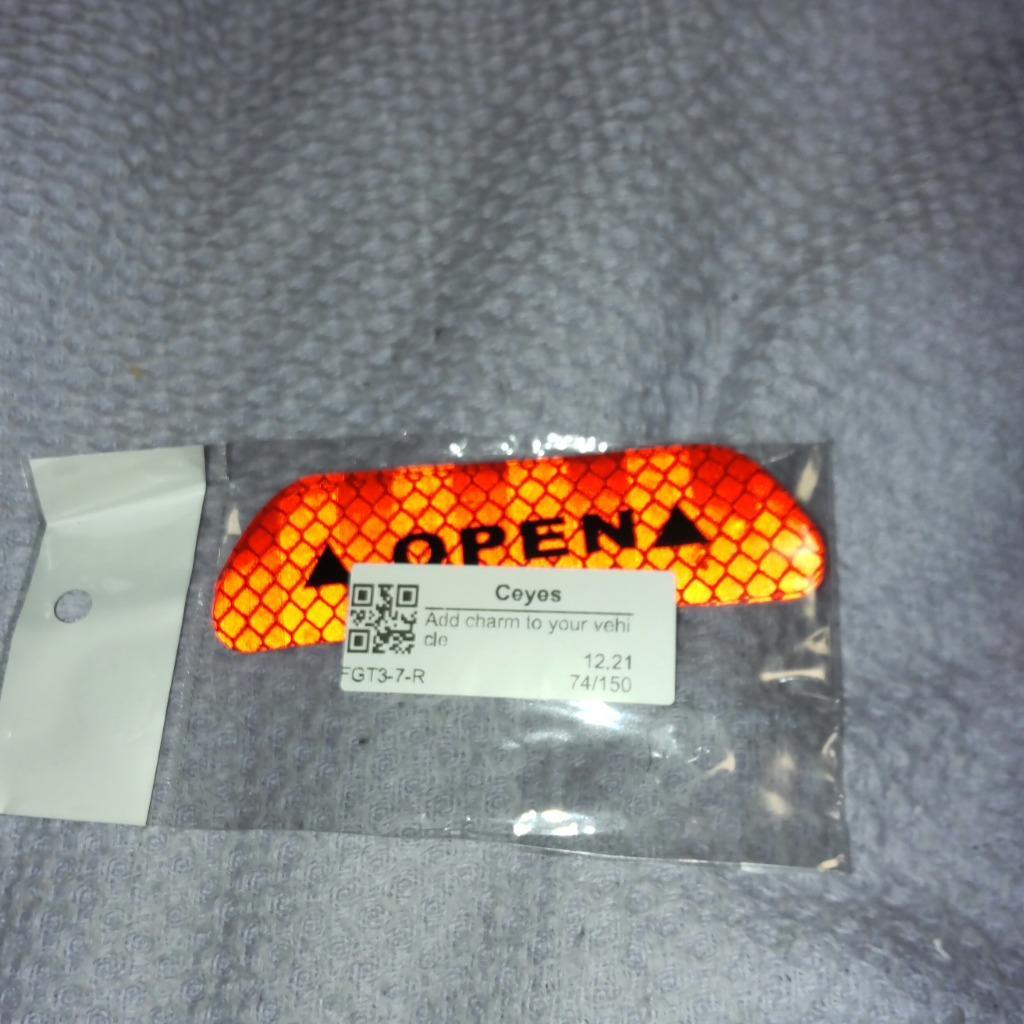 ▲ OPEN ▲
Ceyes
Add charm to your vehi
cle
12.21
FGT3-7-R
74/150